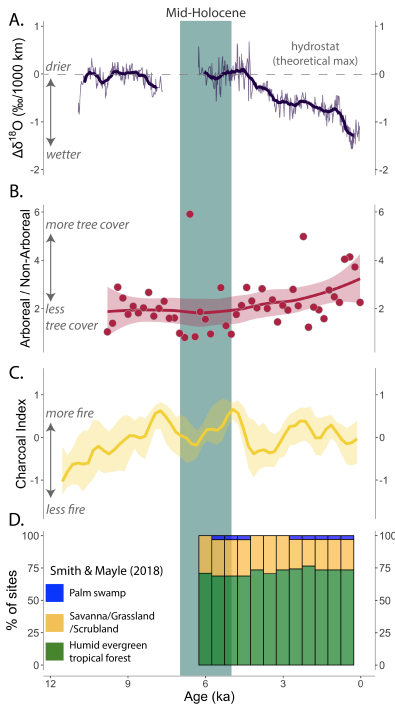 Mid-Holocene
A.
drier
hydrostat
(theoretical max)
0
-1
-2
wetter
Δδ¹⁸O (‰/1000 km)
0
-1
-2
B.
6
4
2
more tree cover
less
tree cover
Arboreal / Non-Arboreal
6
4
2
C.
1
0
-1
more fire
less fire
Charcoal Index
1
0
-1
D.
100
75
50
25
0
% of sites
Smith & Mayle (2018)
Palm swamp
Savanna/Grassland
/Scrubland
Humid evergreen
tropical forest
100
75
50
25
0
12
9
6
3
0
Age (ka)